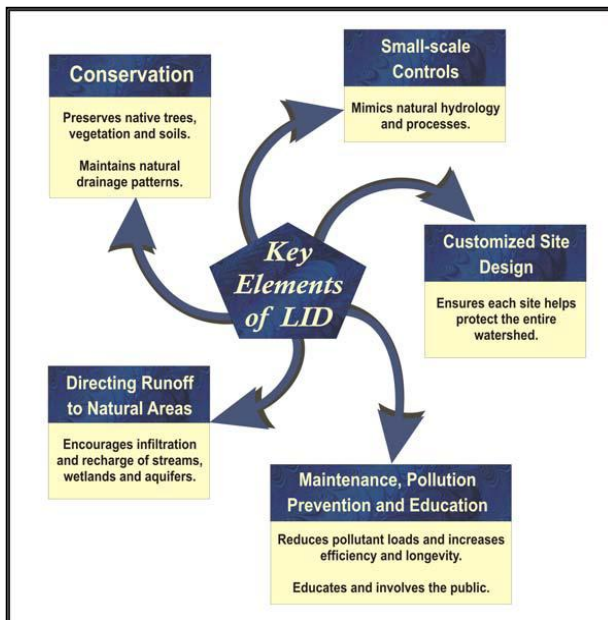 Key
Elements
of LID
Conservation
Preserves native trees,
vegetation and soils.
Maintains natural
drainage patterns.
Small-scale
Controls
Mimics natural hydrology
and processes.
Customized Site
Design
Ensures each site helps
protect the entire
watershed.
Directing Runoff
to Natural Areas
Encourages infiltration
and recharge of streams,
wetlands and aquifers.
Maintenance, Pollution
Prevention and Education
Reduces pollutant loads and increases
efficiency and longevity.
Educates and involves the public.